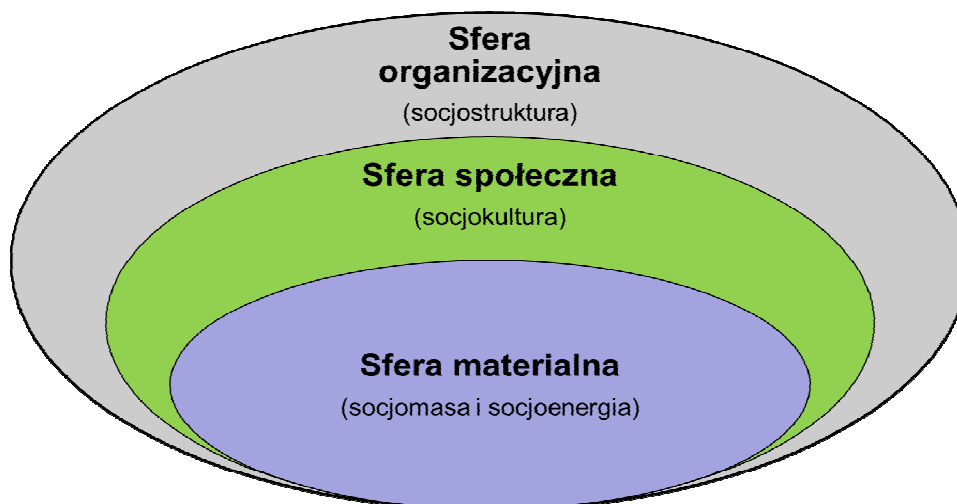 Sfera
organizacyjna
(socjostruktura)
Sfera społeczna
(socjokultura)
Sfera materialna
(socjomasa i socjoenergia)